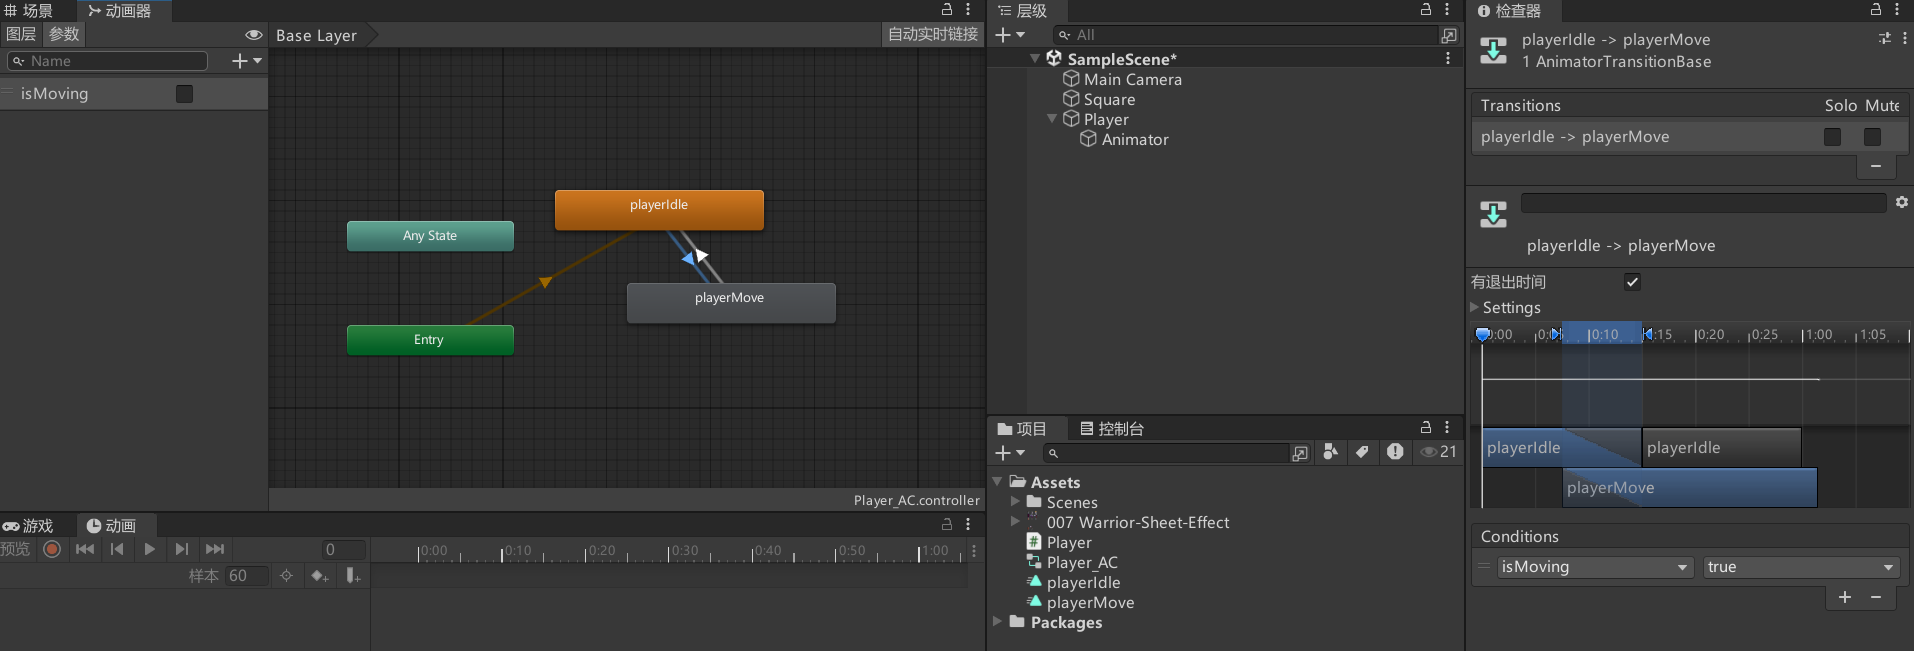 场景
动画器
图层 参数
Base Layer
自动实时链接
Name
isMoving
playerIdle
Any State
playerMove
Entry
Player_AC.controller
游戏
动画
预览
0
0:00 0:10 0:20 0:30 0:40 0:50 1:00
样本 60
层级
All
SampleScene*
Main Camera
Square
Player
Animator
项目
控制台
21
Assets
Scenes
007 Warrior-Sheet-Effect
Player
Player_AC
playerIdle
playerMove
Packages
检查器
playerIdle -> playerMove
1 AnimatorTransitionBase
Transitions Solo Mute
playerIdle -> playerMove
playerIdle -> playerMove
有退出时间
Settings
:00 0: 0:10 :15 0:20 0:25 1:00 1:05
playerIdle playerIdle
playerMove
Conditions
isMoving true